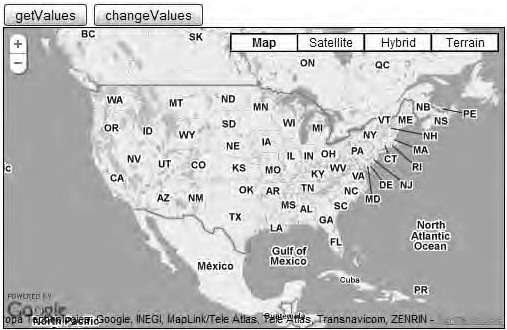 getValues changeValues
BC SK
+ Map Satellite Hybrid Terrain
−
ON QC
WA MT ND MN NB PE
OR ID SD WI MI VT ME NS
WY NY NH
NE IA MA
NV UT CO IL IN OH PA CT RI
CA KS MO KY WV VA
DE NJ
AZ NM OK AR TN NC MD
MS AL SC
TX GA
LA
FL
North
Atlantic
Ocean
Gulf of
Mexico
México
Cuba
PR
POWERED BY
Google
Guatemala
Google, INEGI, MapLink/Tele Atlas, Tele Atlas, Transnavicom, ZENRIN -
North Pacific